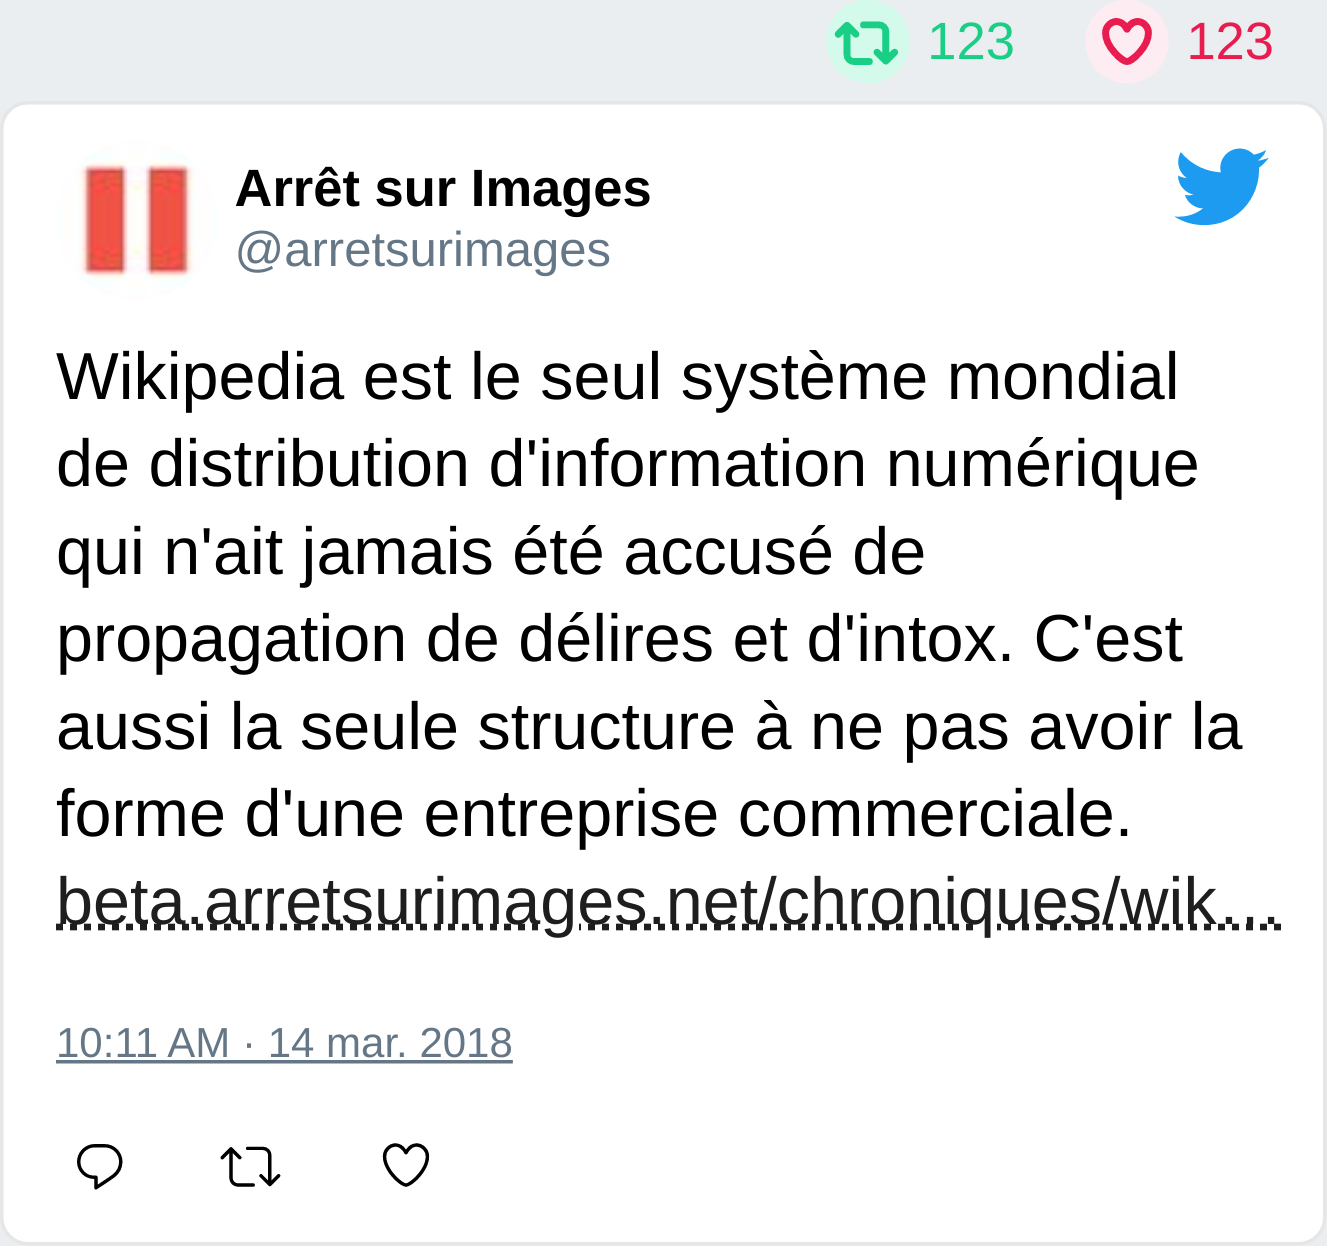 123 123
Arrêt sur Images
@arretsurimages
Wikipedia est le seul système mondial
de distribution d'information numérique
qui n'ait jamais été accusé de
propagation de délires et d'intox. C'est
aussi la seule structure à ne pas avoir la
forme d'une entreprise commerciale.
beta.arretsurimages.net/chroniques/wik...
10:11 AM · 14 mar. 2018